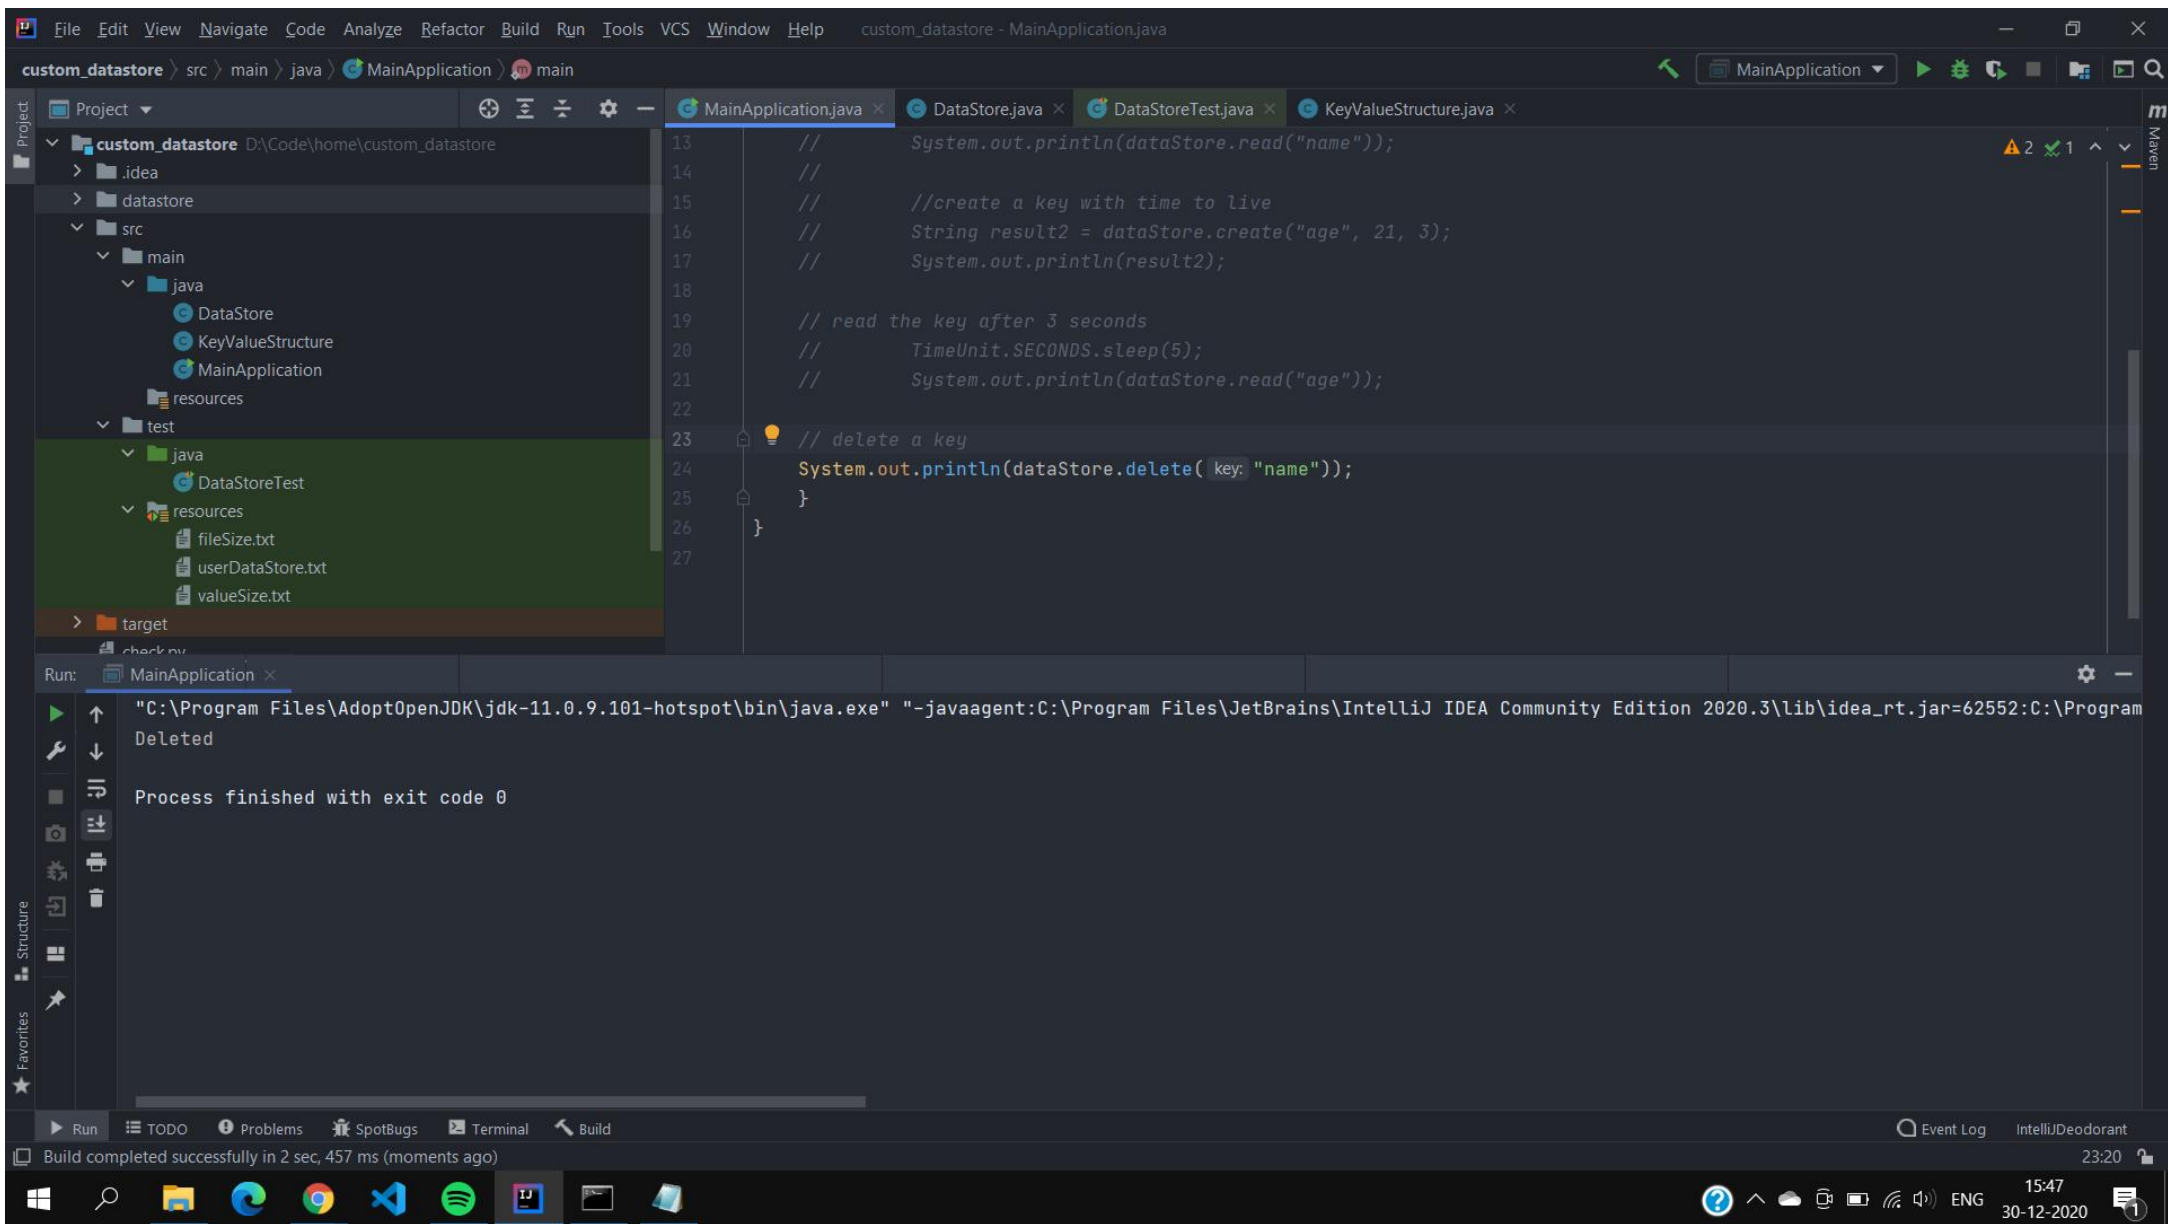 File Edit View Navigate Code Analyze Refactor Build Run Tools VCS Window Help custom_datastore - MainApplication.java
custom_datastore src main java MainApplication main
MainApplication
Project
MainApplication.java
DataStore.java
DataStoreTest.java
KeyValueStructure.java
Project
m Maven
custom_datastore D:\Code\home\custom_datastore
.idea
datastore
src
main
java
DataStore
KeyValueStructure
MainApplication
resources
test
java
DataStoreTest
resources
fileSize.txt
userDataStore.txt
valueSize.txt
target
check.py
2 1
13 // System.out.println(dataStore.read("name"));
14 //
15 // //create a key with time to live
16 // String result2 = dataStore.create("age", 21, 3);
17 // System.out.println(result2);
18
19 // read the key after 3 seconds
20 // TimeUnit.SECONDS.sleep(5);
21 // System.out.println(dataStore.read("age"));
22
23 // delete a key
24 System.out.println(dataStore.delete( key: "name"));
25 }
26 }
27
Run: MainApplication
"C:\Program Files\AdoptOpenJDK\jdk-11.0.9.101-hotspot\bin\java.exe" "-javaagent:C:\Program Files\JetBrains\IntelliJ IDEA Community Edition 2020.3\lib\idea_rt.jar=62552:C:\Program
Deleted
Process finished with exit code 0
Structure
Favorites
Run TODO Problems SpotBugs Terminal Build Event Log IntelliJDeodorant
Build completed successfully in 2 sec, 457 ms (moments ago) 23:20
ENG
15:47
30-12-2020
1